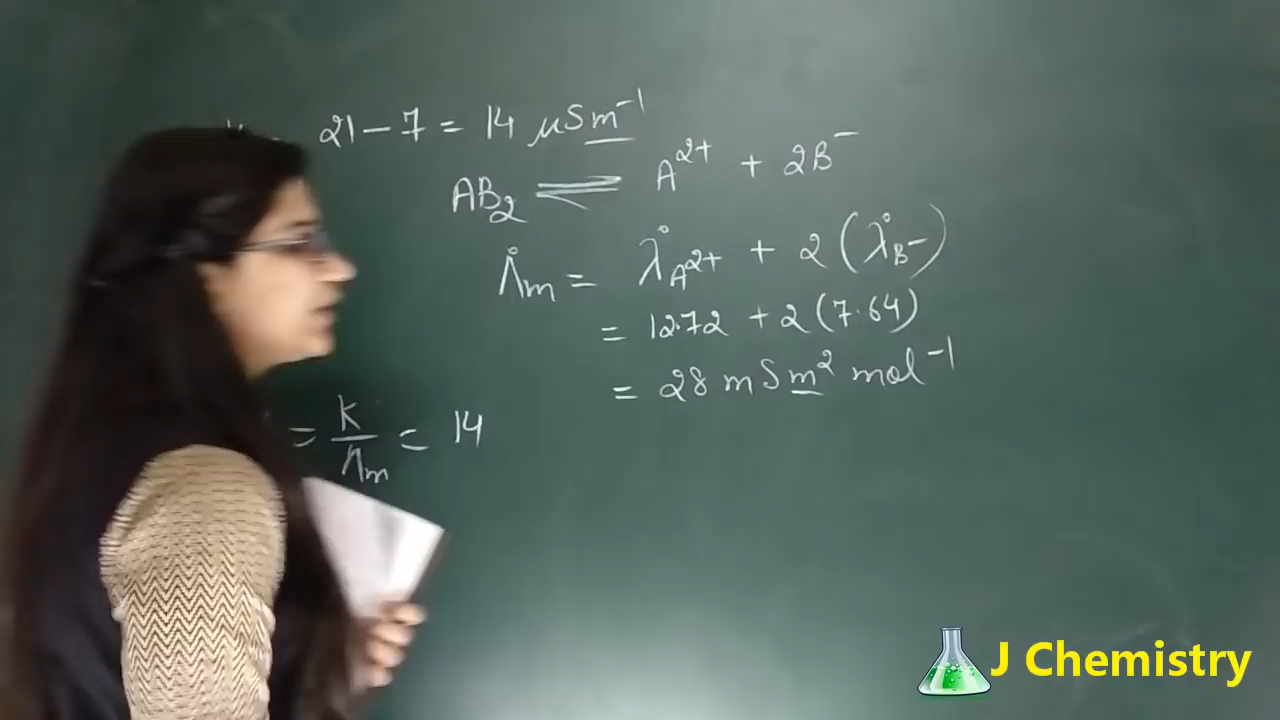 21 - 7 = 14 μS m⁻¹
AB₂ ⇌ A²⁺ + 2B⁻
Λ°m = λ°A²⁺ + 2(λ°B⁻)
= 12.72 + 2(7.64)
= 28 mS m² mol⁻¹
= K/Λm = 14
J Chemistry